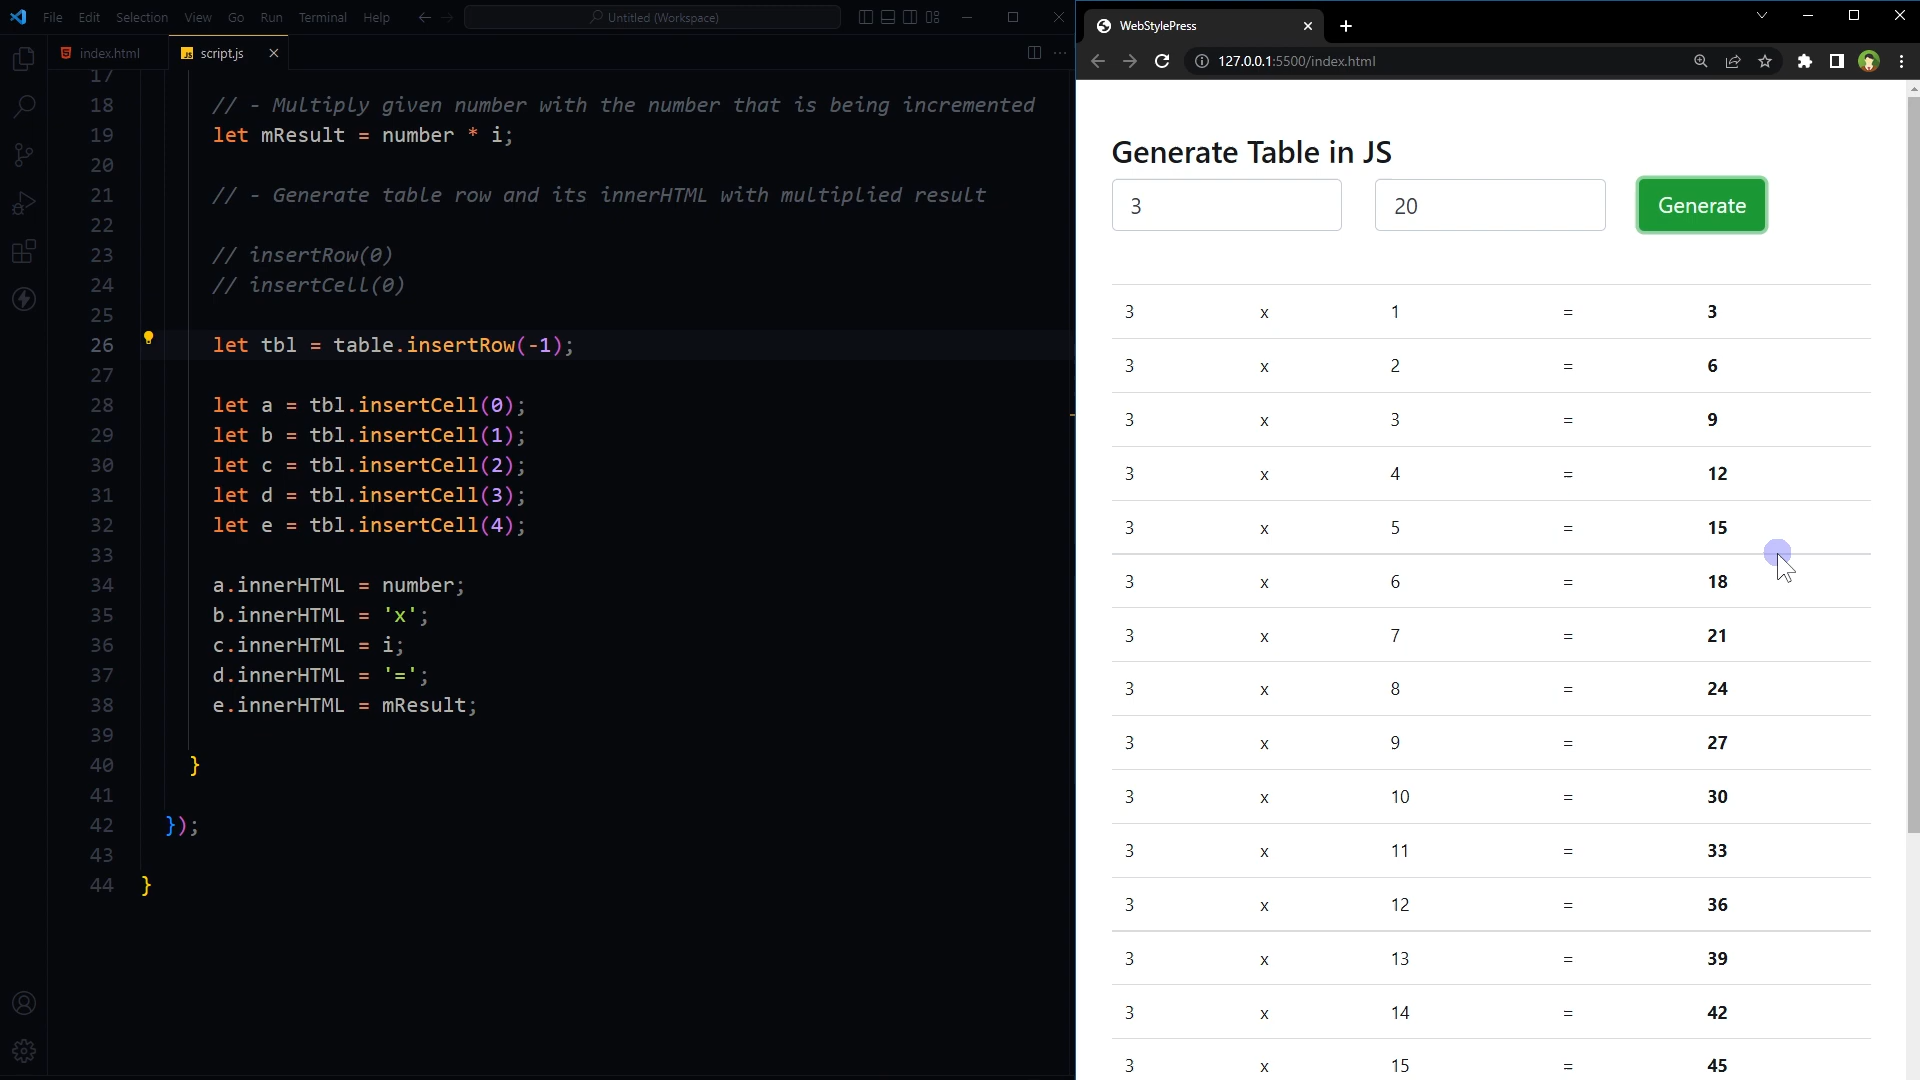 File Edit Selection View Go Run Terminal Help
Untitled (Workspace)
index.html
script.js
17
18 // - Multiply given number with the number that is being incremented
19 let mResult = number * i;
20
21 // - Generate table row and its innerHTML with multiplied result
22
23 // insertRow(0)
24 // insertCell(0)
25
26 let tbl = table.insertRow(-1);
27
28 let a = tbl.insertCell(0);
29 let b = tbl.insertCell(1);
30 let c = tbl.insertCell(2);
31 let d = tbl.insertCell(3);
32 let e = tbl.insertCell(4);
33
34 a.innerHTML = number;
35 b.innerHTML = 'x';
36 c.innerHTML = i;
37 d.innerHTML = '=';
38 e.innerHTML = mResult;
39
40 }
41
42 });
43
44 }
WebStylePress
127.0.0.1:5500/index.html
Generate Table in JS
3 20 Generate
3 x 1 = 3
3 x 2 = 6
3 x 3 = 9
3 x 4 = 12
3 x 5 = 15
3 x 6 = 18
3 x 7 = 21
3 x 8 = 24
3 x 9 = 27
3 x 10 = 30
3 x 11 = 33
3 x 12 = 36
3 x 13 = 39
3 x 14 = 42
3 x 15 = 45